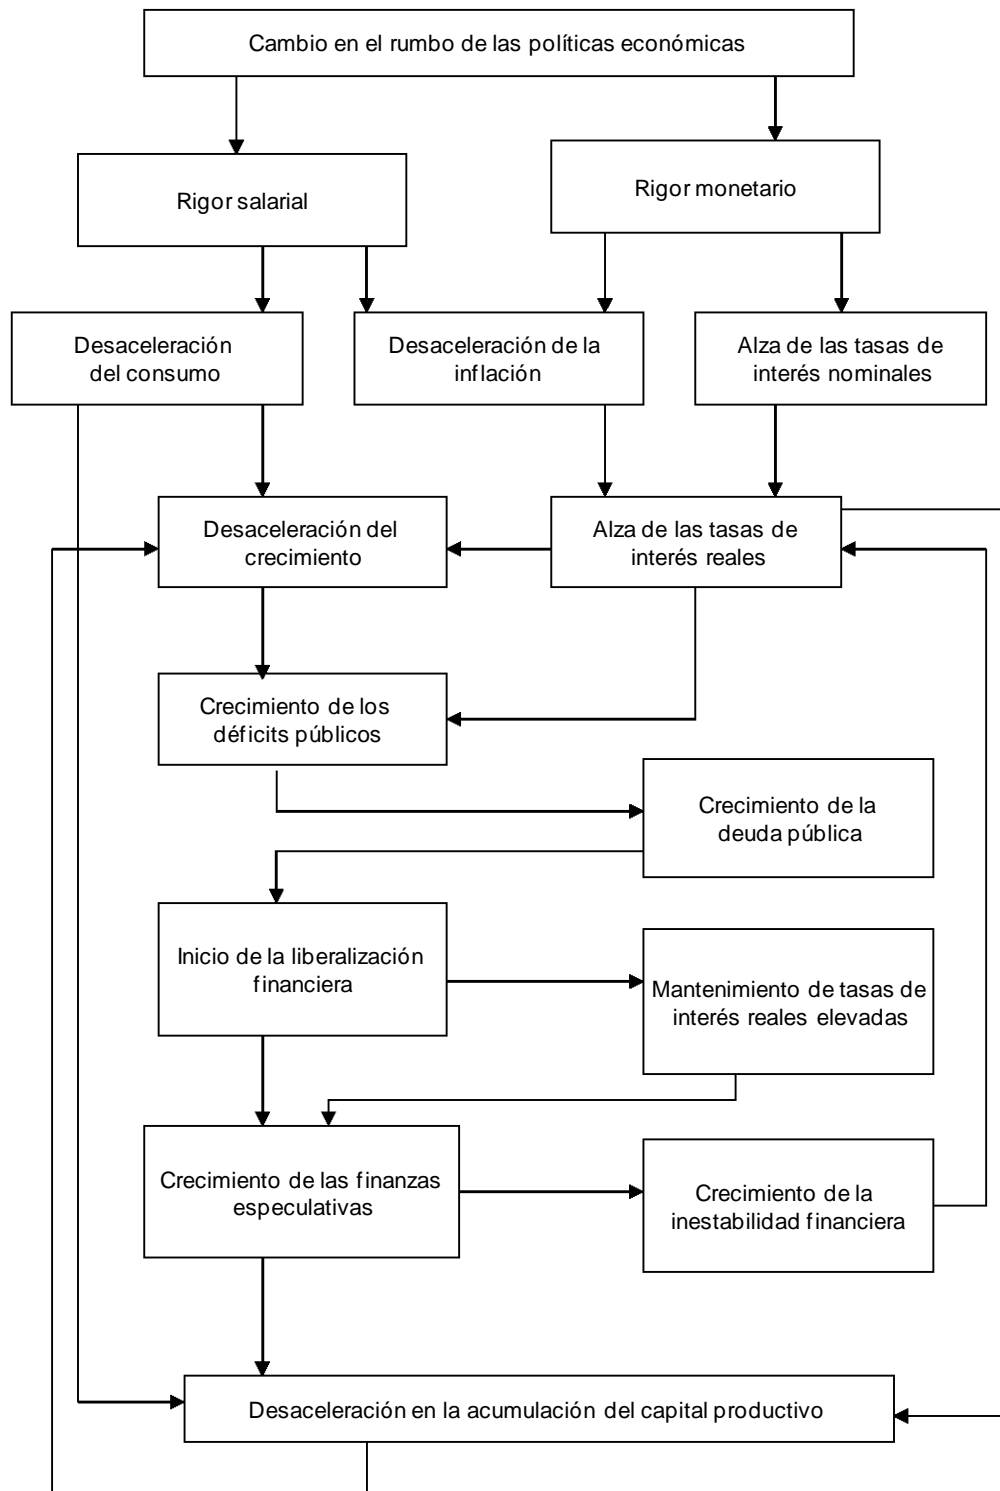 Cambio en el rumbo de las políticas económicas
Rigor salarial
Rigor monetario
Desaceleración
del consumo
Desaceleración de la
inflación
Alza de las tasas de
interés nominales
Desaceleración del
crecimiento
Alza de las tasas de
interés reales
Crecimiento de los
déficits públicos
Crecimiento de la
deuda pública
Inicio de la liberalización
financiera
Mantenimiento de tasas de
interés reales elevadas
Crecimiento de las finanzas
especulativas
Crecimiento de la
inestabilidad financiera
Desaceleración en la acumulación del capital productivo